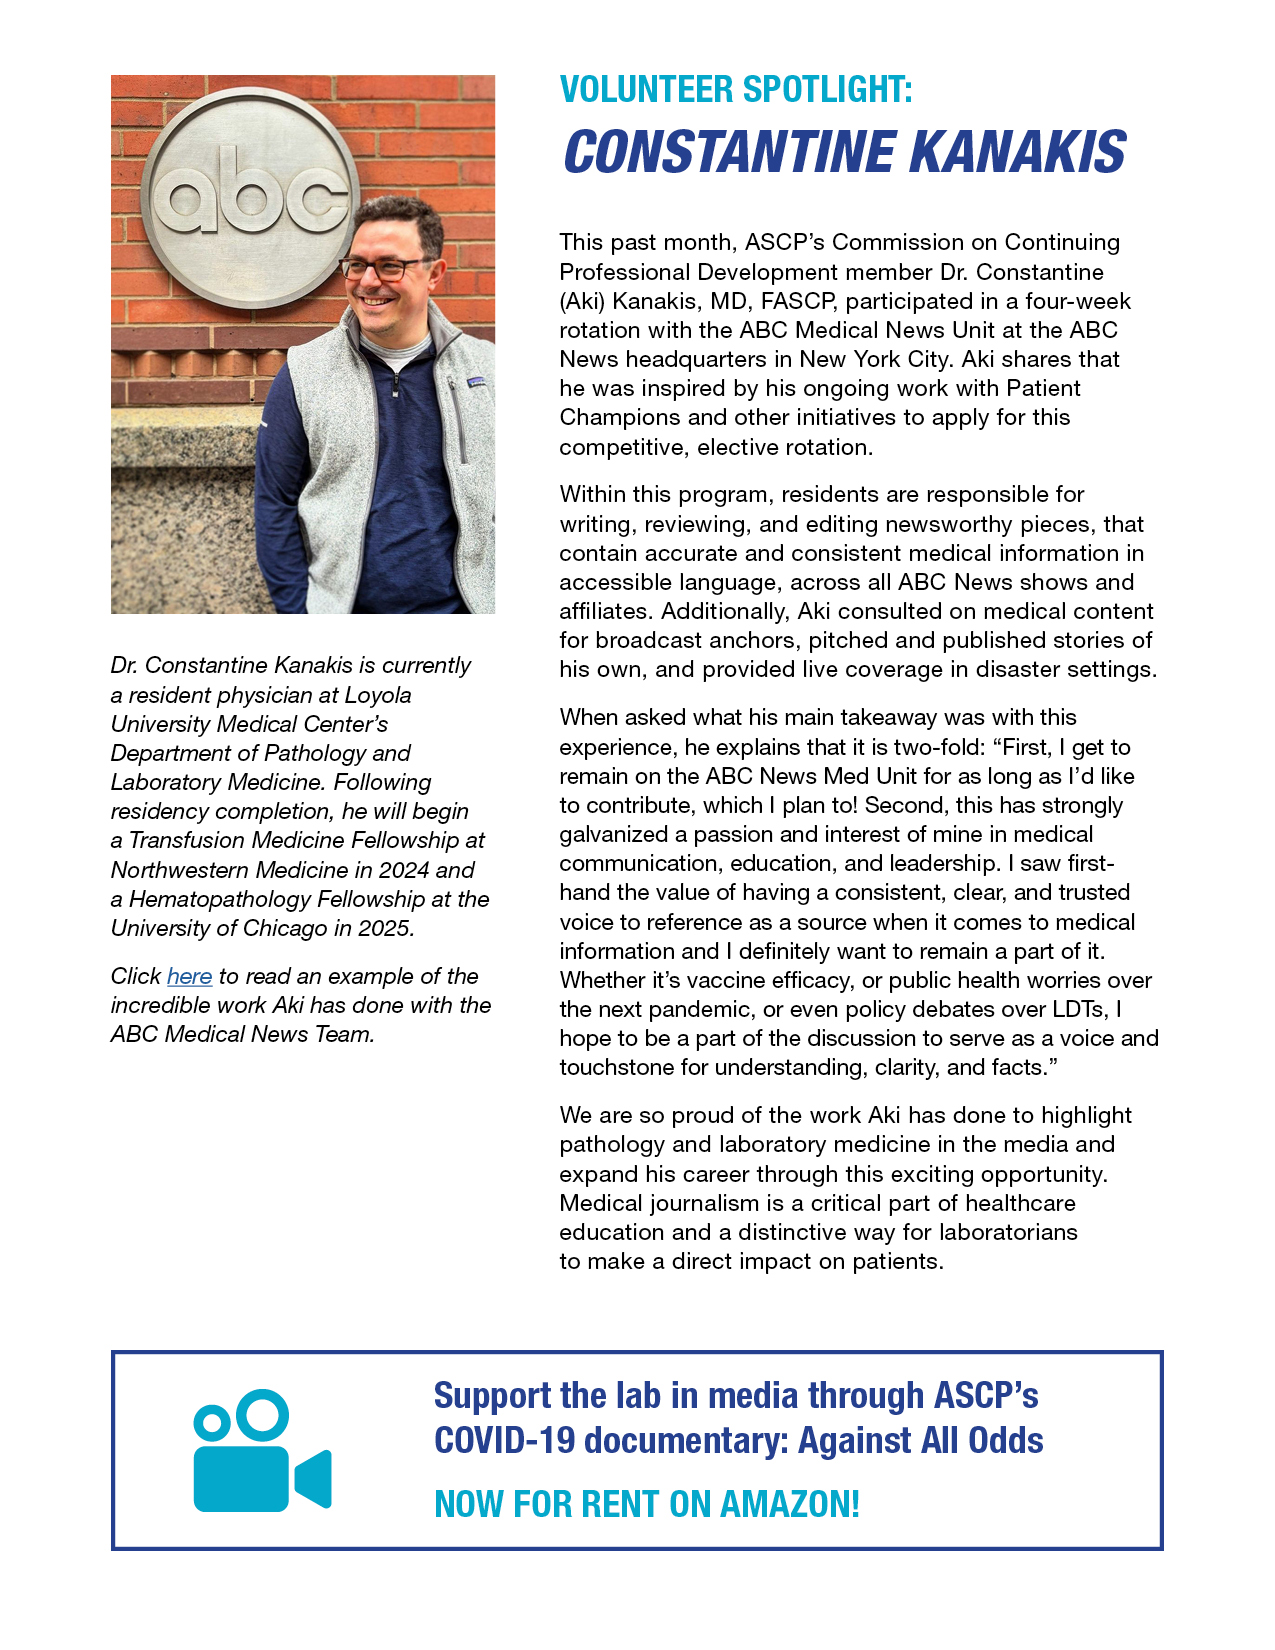 abc
Dr. Constantine Kanakis is currently
a resident physician at Loyola
University Medical Center’s
Department of Pathology and
Laboratory Medicine. Following
residency completion, he will begin
a Transfusion Medicine Fellowship at
Northwestern Medicine in 2024 and
a Hematopathology Fellowship at the
University of Chicago in 2025.
Click here to read an example of the
incredible work Aki has done with the
ABC Medical News Team.
VOLUNTEER SPOTLIGHT:
CONSTANTINE KANAKIS
This past month, ASCP’s Commission on Continuing
Professional Development member Dr. Constantine
(Aki) Kanakis, MD, FASCP, participated in a four-week
rotation with the ABC Medical News Unit at the ABC
News headquarters in New York City. Aki shares that
he was inspired by his ongoing work with Patient
Champions and other initiatives to apply for this
competitive, elective rotation.
Within this program, residents are responsible for
writing, reviewing, and editing newsworthy pieces, that
contain accurate and consistent medical information in
accessible language, across all ABC News shows and
affiliates. Additionally, Aki consulted on medical content
for broadcast anchors, pitched and published stories of
his own, and provided live coverage in disaster settings.
When asked what his main takeaway was with this
experience, he explains that it is two-fold: “First, I get to
remain on the ABC News Med Unit for as long as I’d like
to contribute, which I plan to! Second, this has strongly
galvanized a passion and interest of mine in medical
communication, education, and leadership. I saw first-
hand the value of having a consistent, clear, and trusted
voice to reference as a source when it comes to medical
information and I definitely want to remain a part of it.
Whether it’s vaccine efficacy, or public health worries over
the next pandemic, or even policy debates over LDTs, I
hope to be a part of the discussion to serve as a voice and
touchstone for understanding, clarity, and facts.”
We are so proud of the work Aki has done to highlight
pathology and laboratory medicine in the media and
expand his career through this exciting opportunity.
Medical journalism is a critical part of healthcare
education and a distinctive way for laboratorians
to make a direct impact on patients.
Support the lab in media through ASCP’s
COVID-19 documentary: Against All Odds
NOW FOR RENT ON AMAZON!